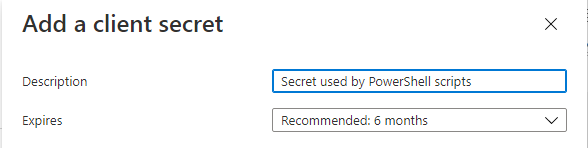 Add a client secret
Description Secret used by PowerShell scripts
Expires Recommended: 6 months